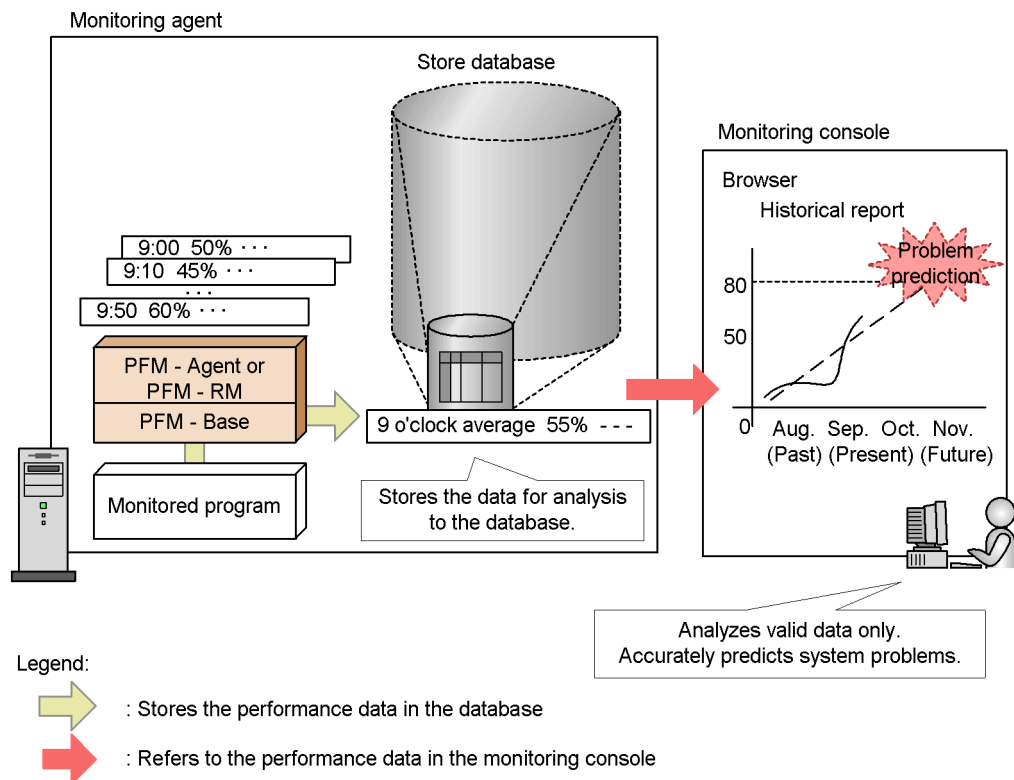 Monitoring agent
Store database
9:00 50% ···
9:10 45% ···
···
9:50 60% ···
PFM - Agent or
PFM - RM
PFM - Base
Monitored program
9 o'clock average 55% ---
Stores the data for analysis
to the database.
Monitoring console
Browser
Historical report
Problem
prediction
80
50
0
Aug. Sep. Oct. Nov.
(Past) (Present) (Future)
Analyzes valid data only.
Accurately predicts system problems.
Legend:
: Stores the performance data in the database
: Refers to the performance data in the monitoring console